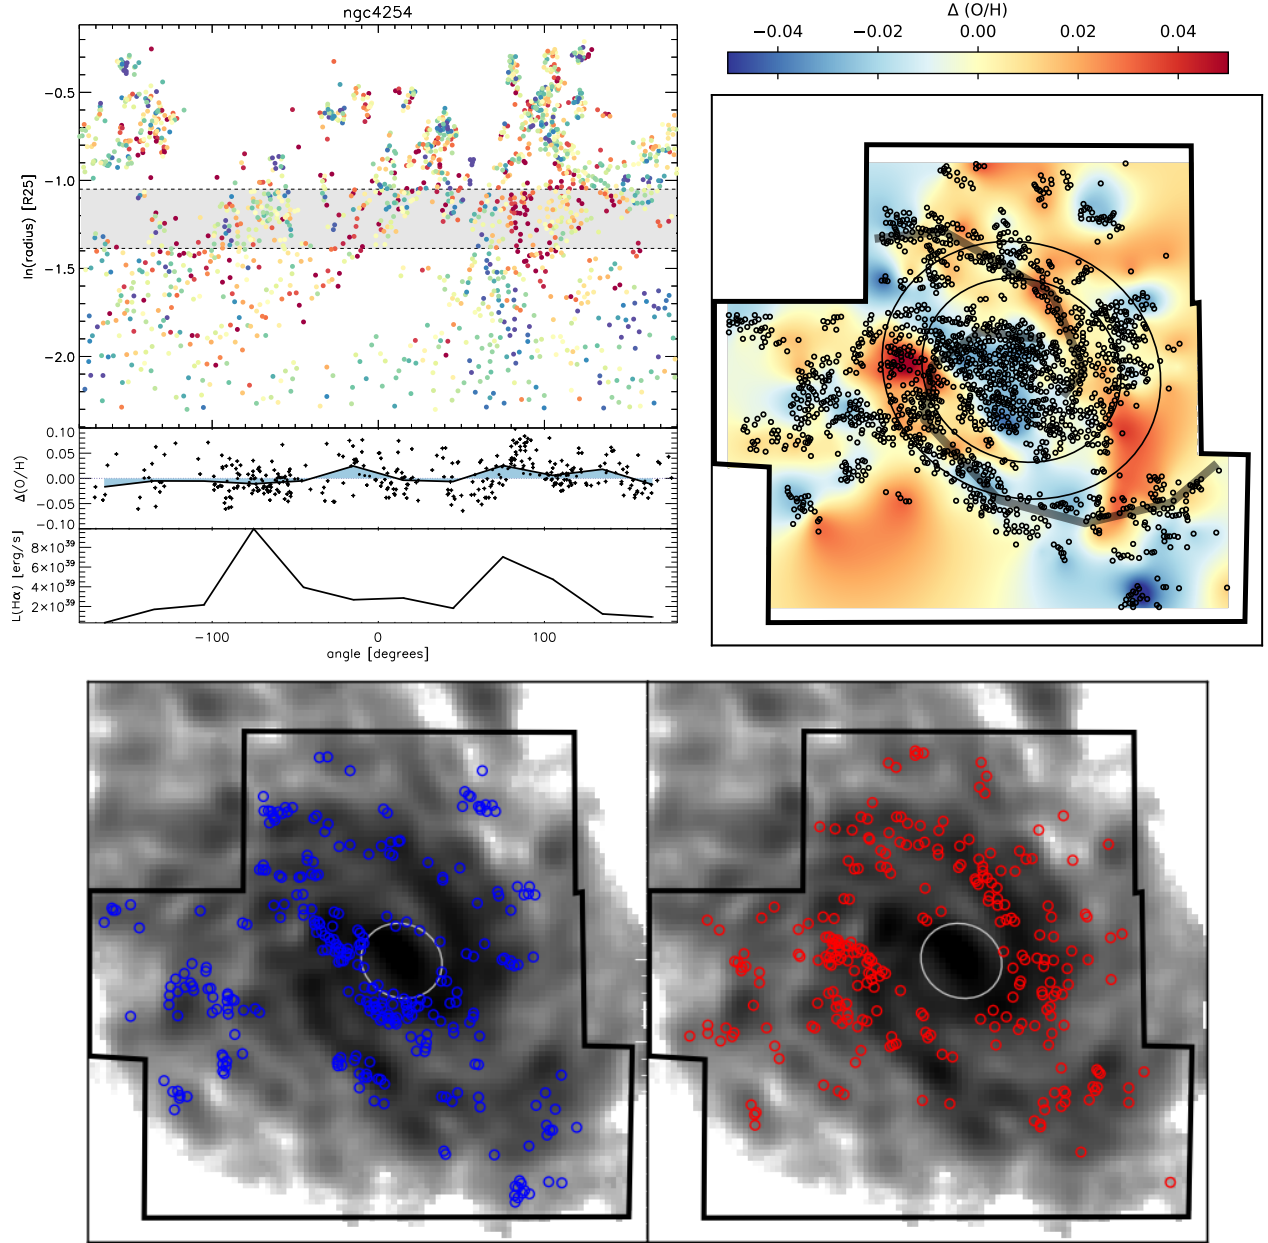 ngc4254
−0.5
−1.0
−1.5
−2.0
ln(radius) [R25]
0.10
0.05
0.00
−0.05
−0.10
Δ(O/H)
8×10³⁹
6×10³⁹
4×10³⁹
2×10³⁹
L(Hα) [erg/s]
−100 0 100
angle [degrees]
Δ (O/H)
−0.04 −0.02 0.00 0.02 0.04